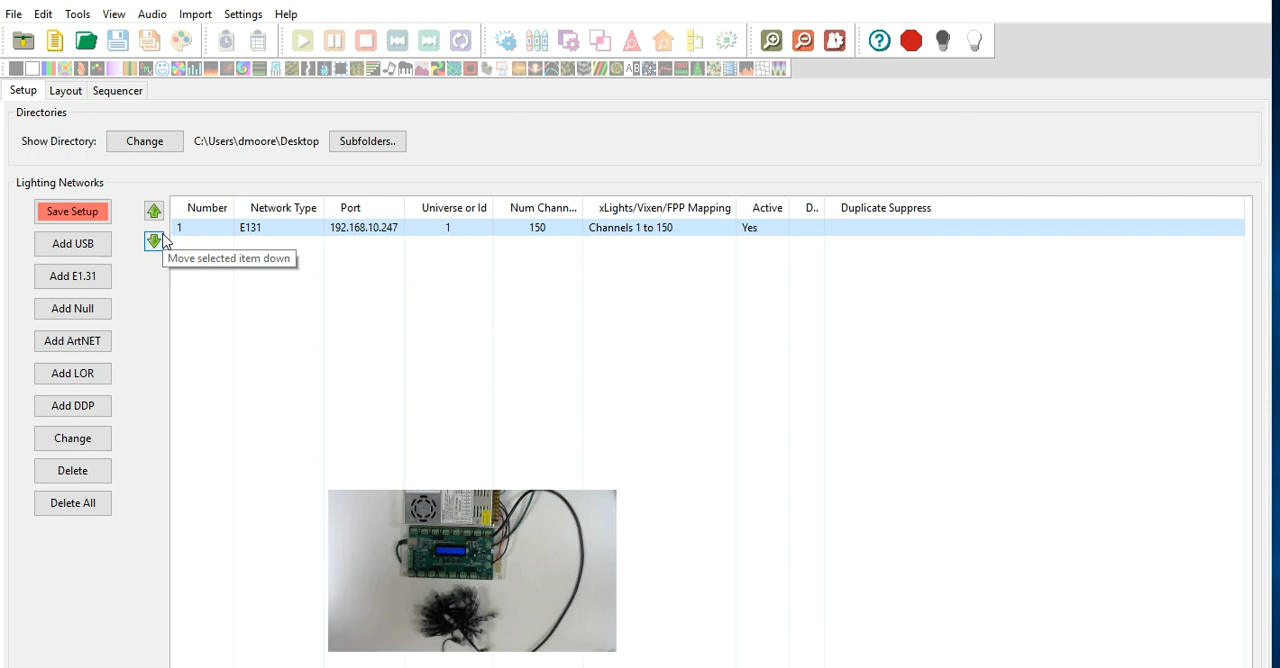 File Edit Tools View Audio Import Settings Help
Setup Layout Sequencer
Directories
Show Directory: Change C:\Users\dmoore\Desktop Subfolders..
Lighting Networks
Save Setup
Add USB
Add E1.31
Add Null
Add ArtNET
Add LOR
Add DDP
Change
Delete
Delete All
Number Network Type Port Universe or Id Num Chann... xLights/Vixen/FPP Mapping Active D.. Duplicate Suppress
1 E131 192.168.10.247 1 150 Channels 1 to 150 Yes
Move selected item down